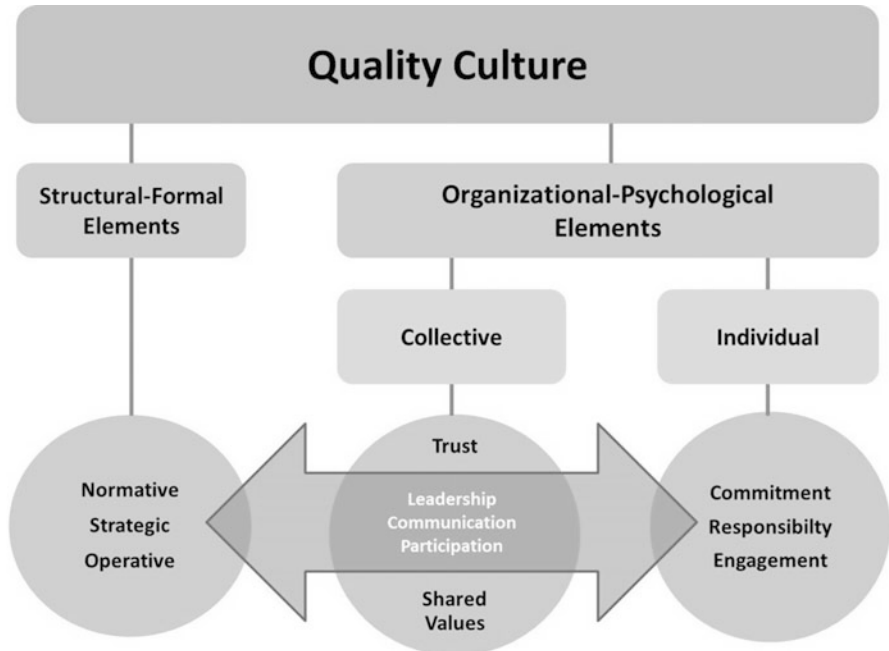 Quality Culture
Structural-Formal
Elements
Organizational-Psychological
Elements
Collective
Individual
Normative
Strategic
Operative
Trust
Leadership
Communication
Participation
Shared
Values
Commitment
Responsibilty
Engagement